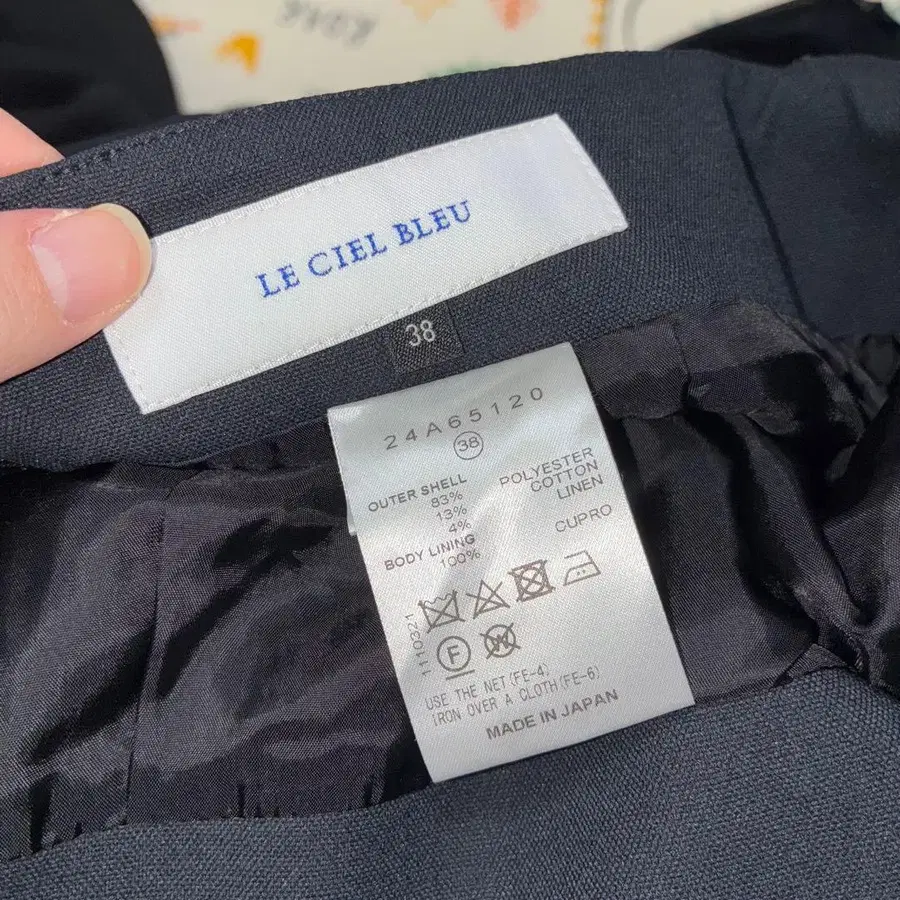 LE CIEL BLEU
38
24A65120
38
OUTER SHELL
83% POLYESTER
13% COTTON
4% LINEN
BODY LINING
100% CUPRO
1110321
F W
USE THE NET(FE-4)
IRON OVER A CLOTH(FE-6)
MADE IN JAPAN